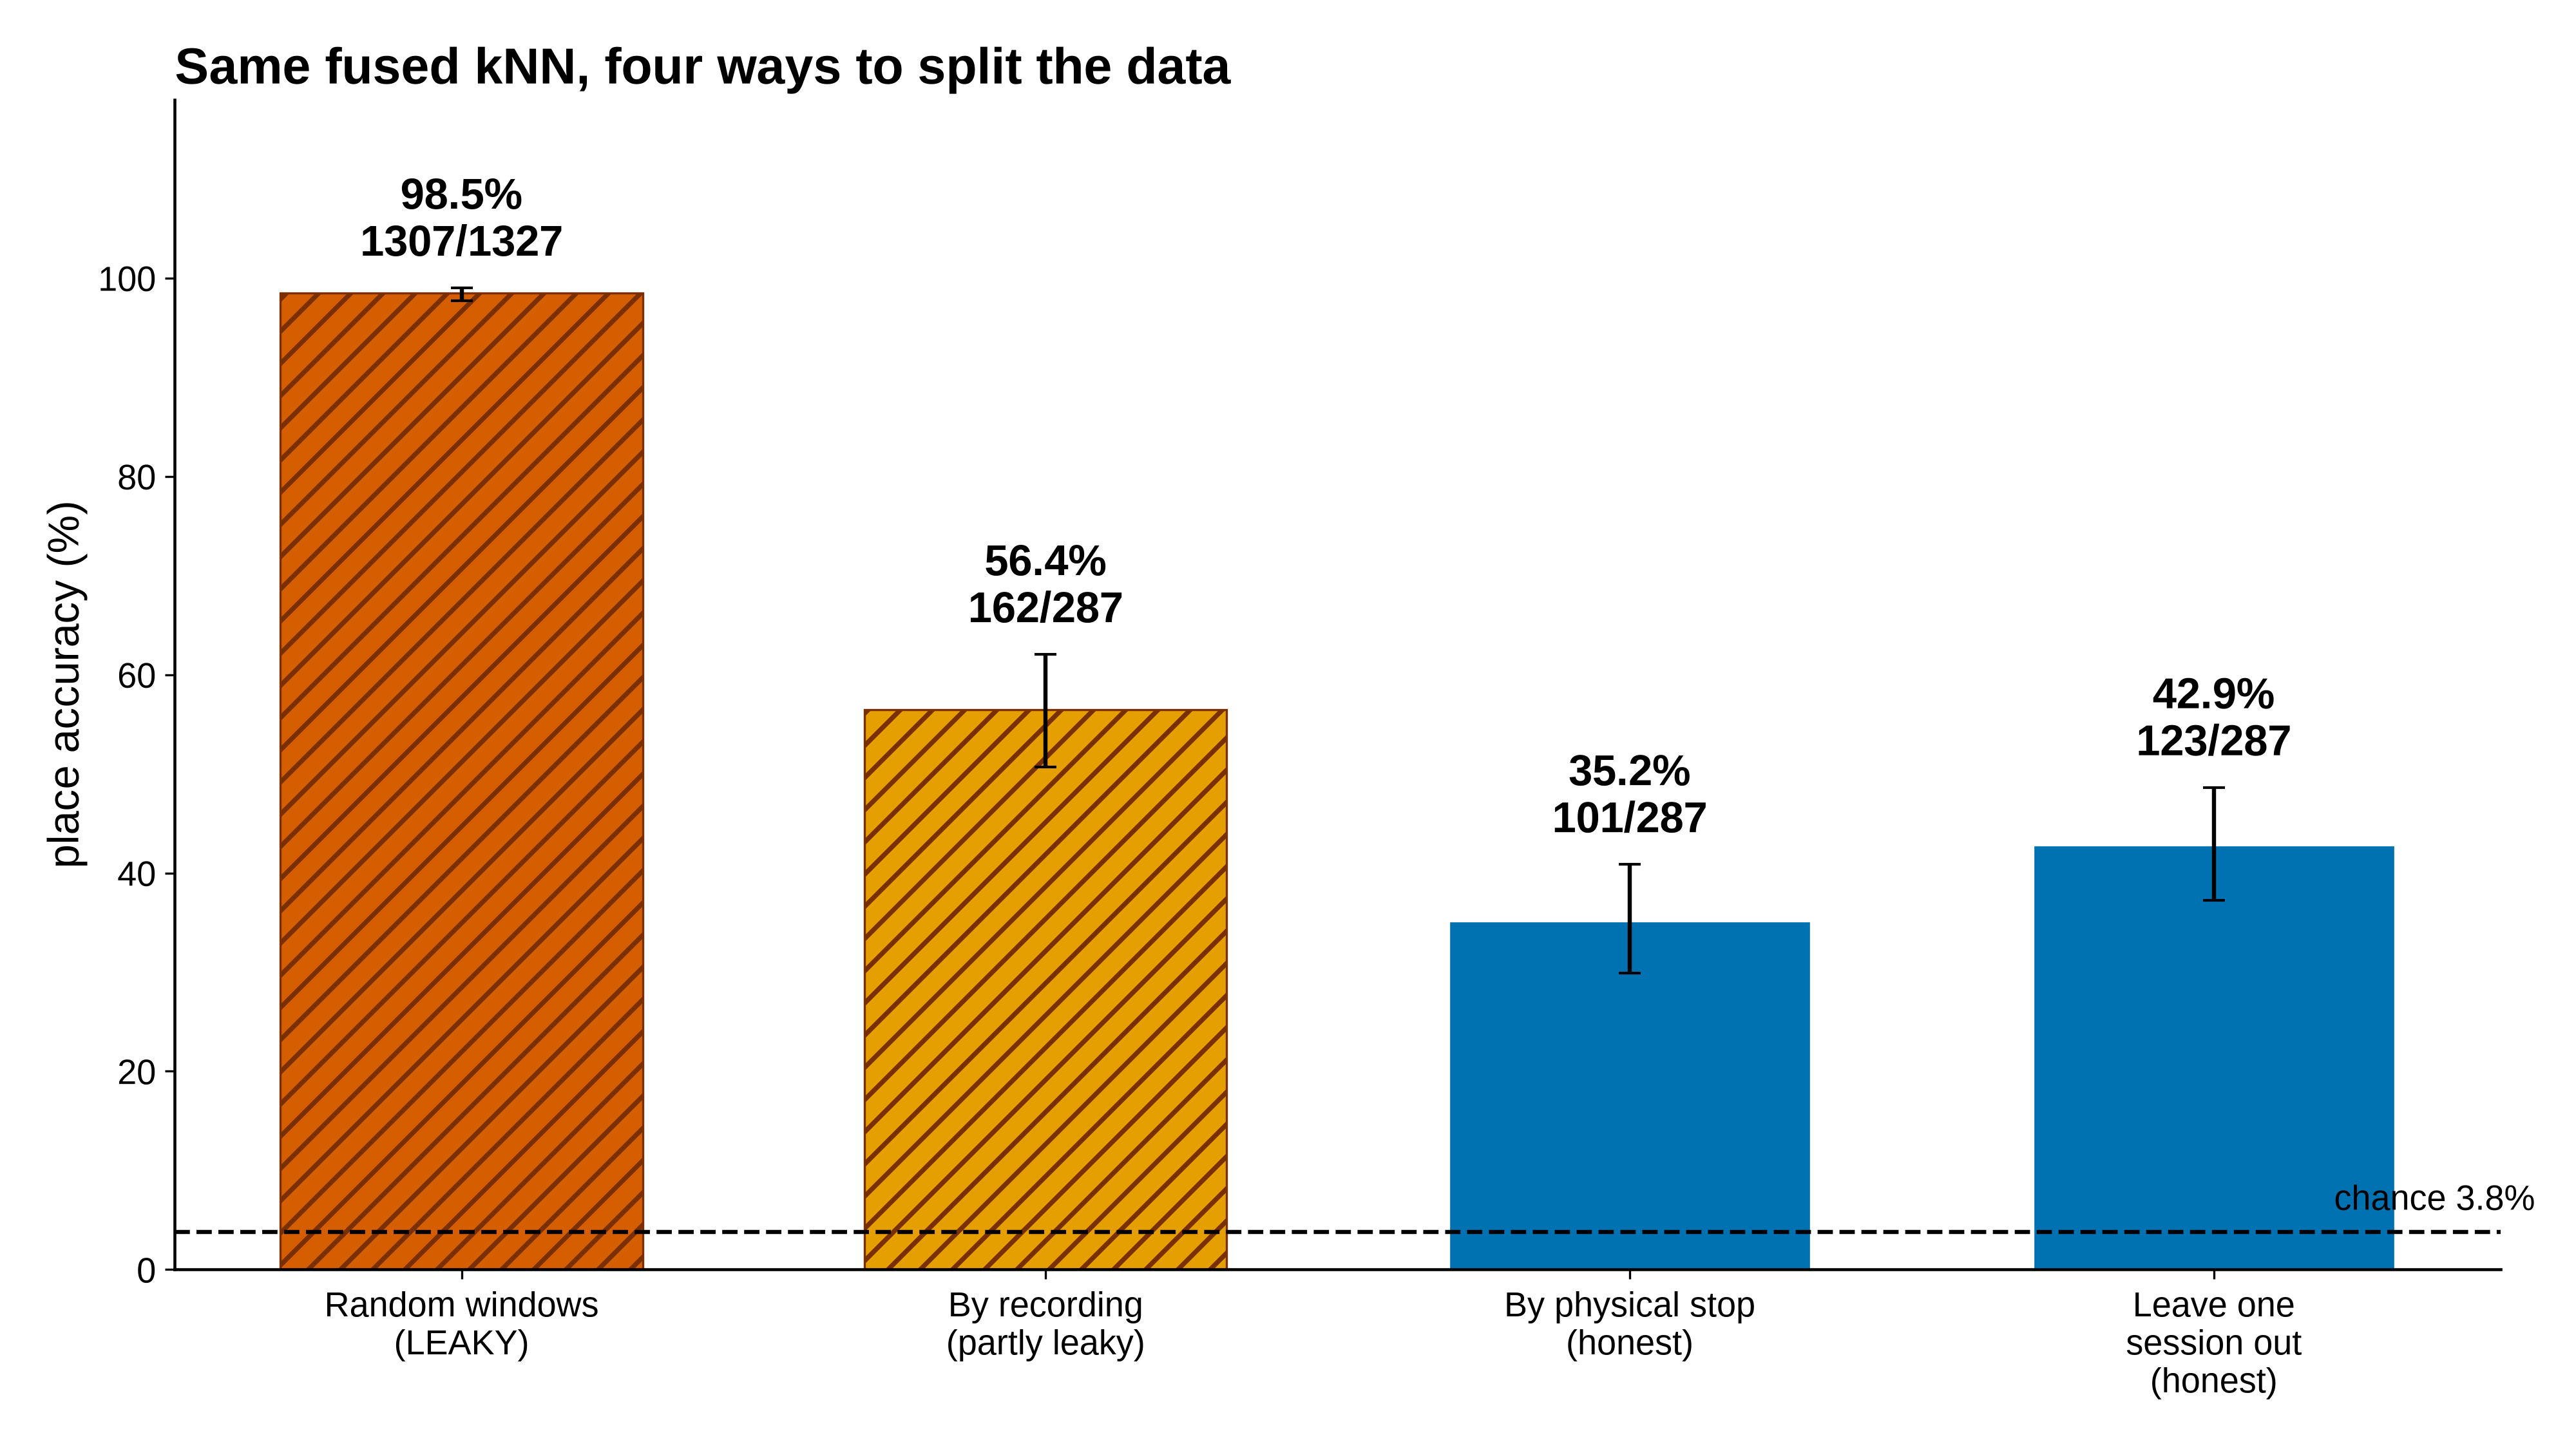 Same fused kNN, four ways to split the data
98.5%
1307/1327
56.4%
162/287
35.2%
101/287
42.9%
123/287
place accuracy (%)
100
80
60
40
20
0
chance 3.8%
Random windows
(LEAKY)
By recording
(partly leaky)
By physical stop
(honest)
Leave one
session out
(honest)